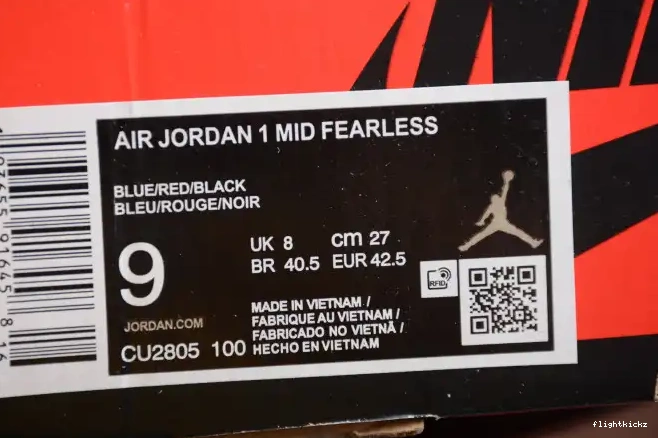 AIR JORDAN 1 MID FEARLESS
BLUE/RED/BLACK
BLEU/ROUGE/NOIR
9
UK 8 cm 27
BR 40.5 EUR 42.5
RFID
JORDAN.COM
CU2805 100
MADE IN VIETNAM /
FABRIQUE AU VIETNAM /
FABRICADO NO VIETNÃ /
HECHO EN VIETNAM
flightkickz